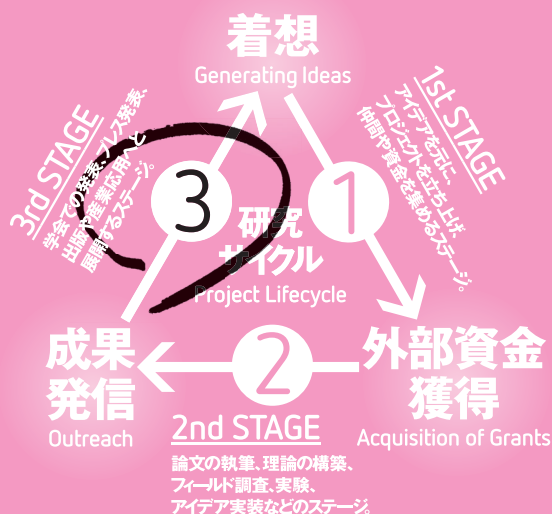 着想
Generating Ideas
1st STAGE
アイデアを元に、
プロジェクトを立ち上げ
仲間や資金を集めるステージ。
3rd STAGE
学会での発表、プレス発表、
出版や産業応用へと
展開するステージ。
3
1
研究
サイクル
Project Lifecycle
成果
発信
Outreach
2
外部資金
獲得
Acquisition of Grants
2nd STAGE
論文の執筆、理論の構築、
フィールド調査、実験、
アイデア実装などのステージ。